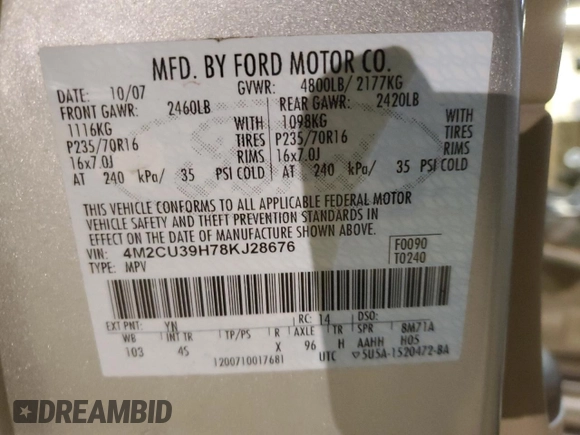 MFD. BY FORD MOTOR CO.
DATE: 10/07 GVWR: 4800LB/ 2177KG
FRONT GAWR: 2460LB REAR GAWR: 2420LB
1116KG 1098KG
P235/70R16 TIRES P235/70R16 TIRES
16x7.0J RIMS 16x7.0J RIMS
AT 240 kPa/ 35 PSI COLD AT 240 kPa/ 35 PSI COLD
THIS VEHICLE CONFORMS TO ALL APPLICABLE FEDERAL MOTOR
VEHICLE SAFETY AND THEFT PREVENTION STANDARDS IN
EFFECT ON THE DATE OF MANUFACTURE SHOWN ABOVE.
VIN: 4M2CU39H78KJ28676 F0090
TYPE: MPV T0240
EXT PNT: YN RC: 14 DSO:
WB INT TR TP/PS R AXLE TR SPR 8M71A
103 4S X 96 H AAHH H05
120071001768 1 UTC 5U5A-1520472-BA
DREAMBID